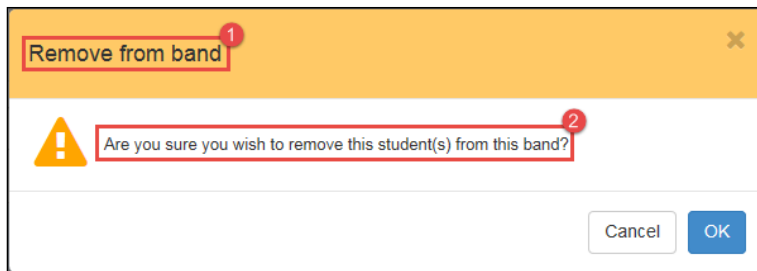 1
Remove from band
2
Are you sure you wish to remove this student(s) from this band?
Cancel OK